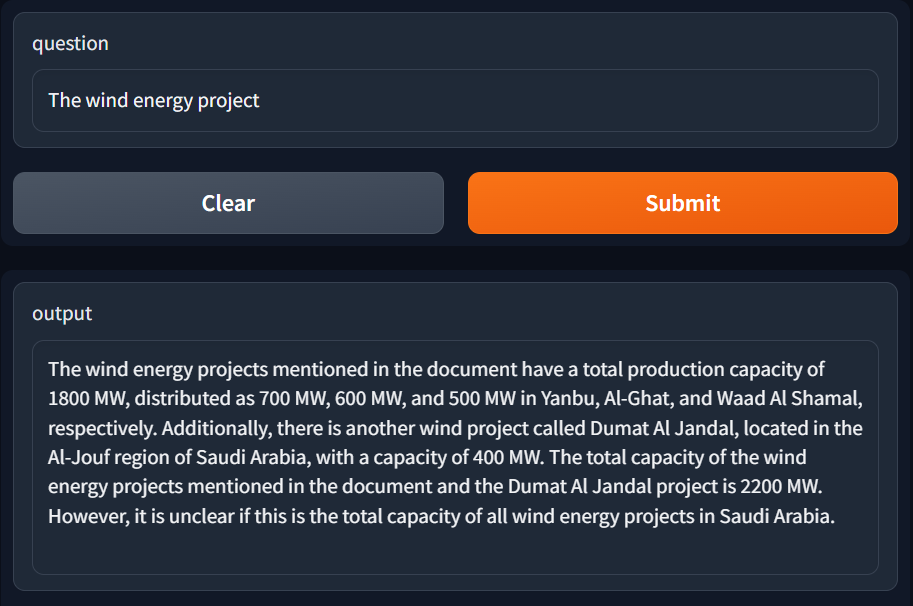 question
The wind energy project
Clear
Submit
output
The wind energy projects mentioned in the document have a total production capacity of
1800 MW, distributed as 700 MW, 600 MW, and 500 MW in Yanbu, Al-Ghat, and Waad Al Shamal,
respectively. Additionally, there is another wind project called Dumat Al Jandal, located in the
Al-Jouf region of Saudi Arabia, with a capacity of 400 MW. The total capacity of the wind
energy projects mentioned in the document and the Dumat Al Jandal project is 2200 MW.
However, it is unclear if this is the total capacity of all wind energy projects in Saudi Arabia.